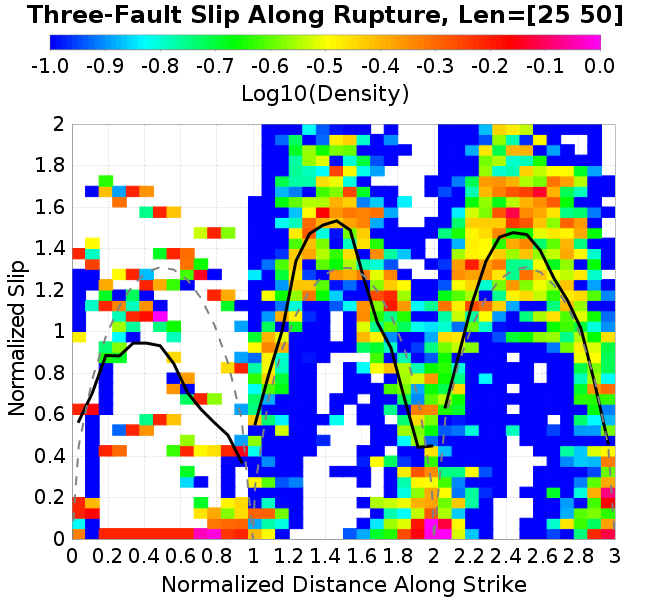 Three-Fault Slip Along Rupture, Len=[25 50]
-1.0 -0.9 -0.8 -0.7 -0.6 -0.5 -0.4 -0.3 -0.2 -0.1 0.0
Log10(Density)
2
1.8
1.6
1.4
1.2
1
0.8
0.6
0.4
0.2
0
Normalized Slip
0 0.2 0.4 0.6 0.8 1 1.2 1.4 1.6 1.8 2 2.2 2.4 2.6 2.8 3
Normalized Distance Along Strike